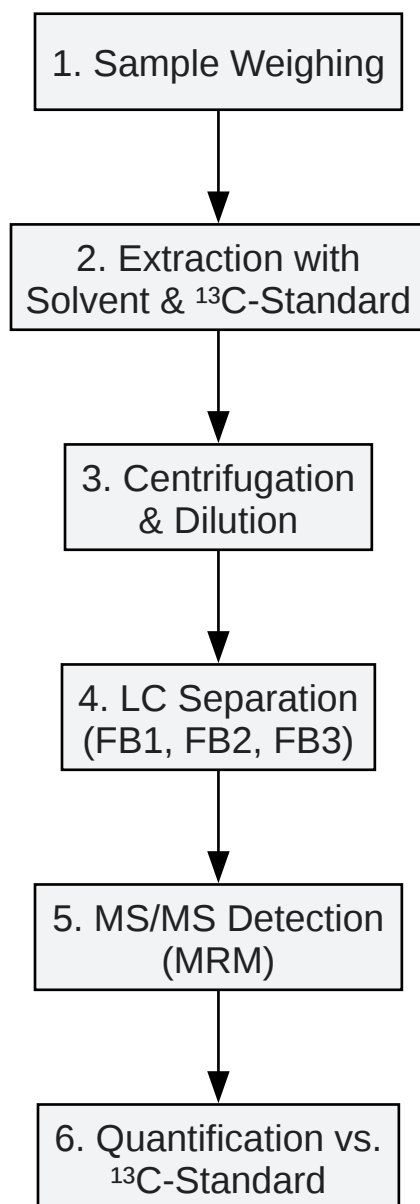 1. Sample Weighing
2. Extraction with
Solvent & ¹³C-Standard
3. Centrifugation
& Dilution
4. LC Separation
(FB1, FB2, FB3)
5. MS/MS Detection
(MRM)
6. Quantification vs.
¹³C-Standard